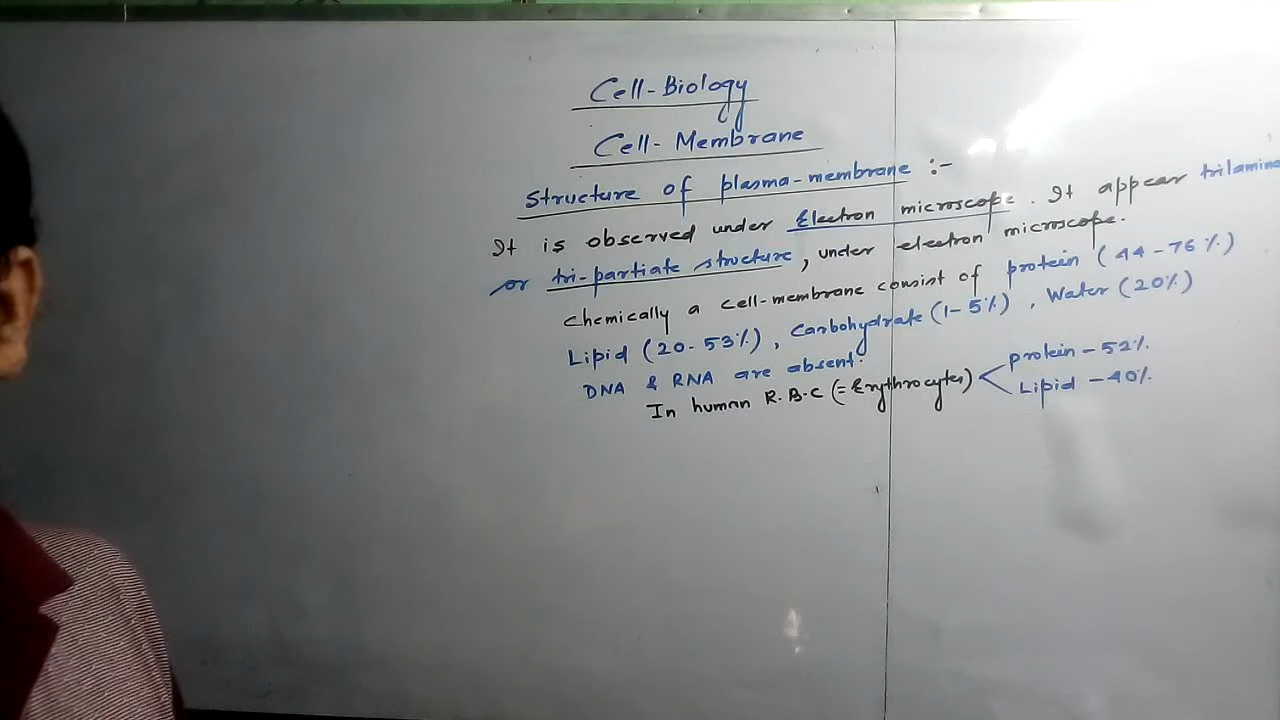 Cell-Biology
Cell-Membrane
Structure of plasma-membrane :-
It is observed under Electron microscope. It appear trilamina
or tri-partiate structure, under electron microscope.
Chemically a cell-membrane consist of protein (44-76%)
Lipid (20-53%), Carbohydrate (1-5%), Water (20%)
DNA & RNA are absent.
In human R.B.C (= Erythrocytes) < protein - 52%
Lipid - 40%